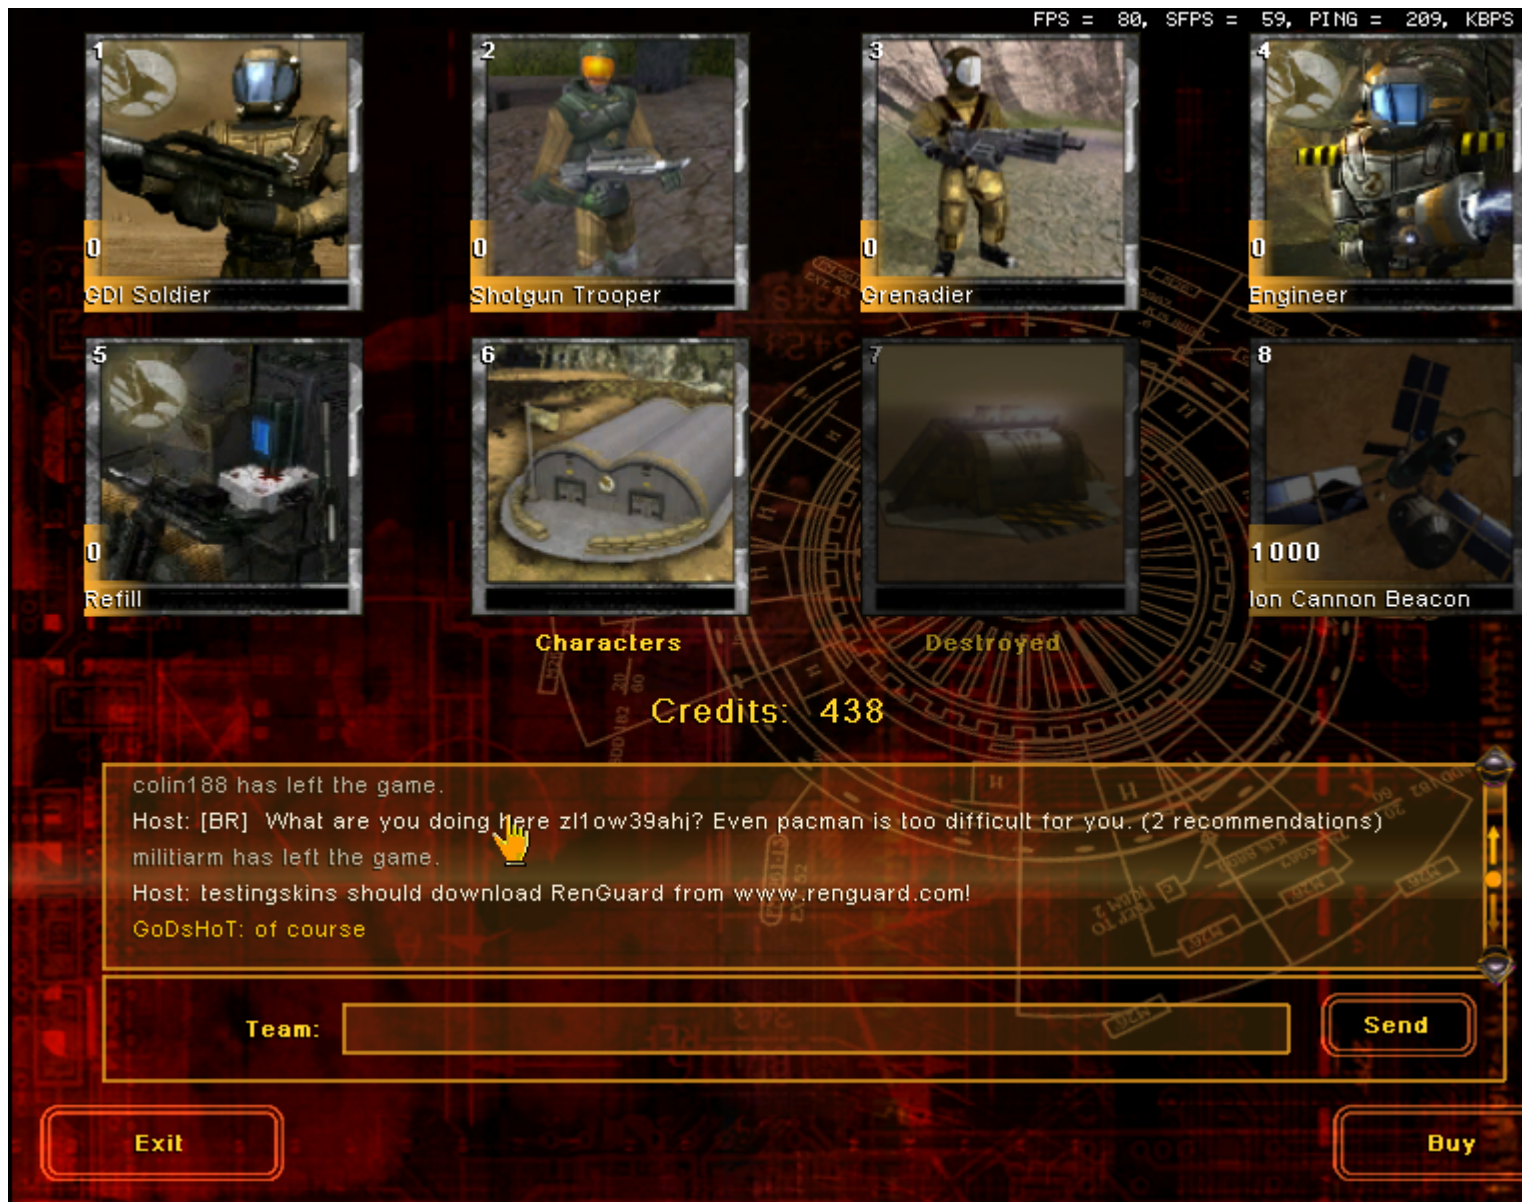 FPS = 80, SFPS = 59, PING = 209, KBPS
1
2
3
4
0
0
0
0
GDI Soldier
Shotgun Trooper
Grenadier
Engineer
5
6
7
8
0
1000
Refill
Ion Cannon Beacon
Characters
Destroyed
Credits: 438
colin188 has left the game.
Host: [BR] What are you doing here zl1ow39ahj? Even pacman is too difficult for you. (2 recommendations)
militiarm has left the game.
Host: testingskins should download RenGuard from www.renguard.com!
GoDsHoT: of course
Team:
Send
Exit
Buy